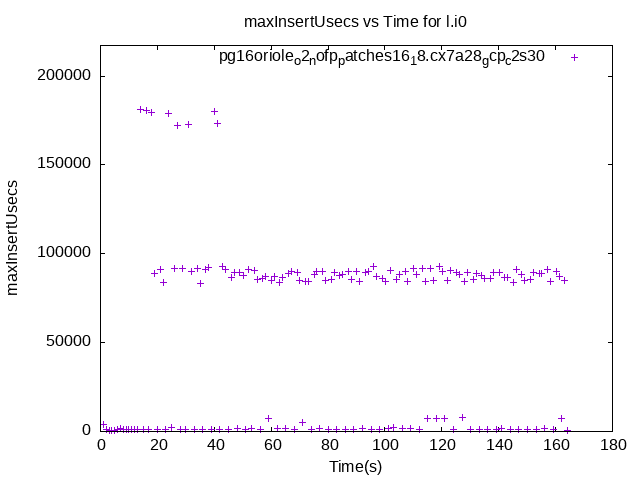 maxInsertUsecs vs Time for l.i0
pg16oriole_o2_nofp_patches16_18.cx7a28_gcp_c2s30
200000
150000
100000
50000
0
maxInsertUsecs
0 20 40 60 80 100 120 140 160 180
Time(s)